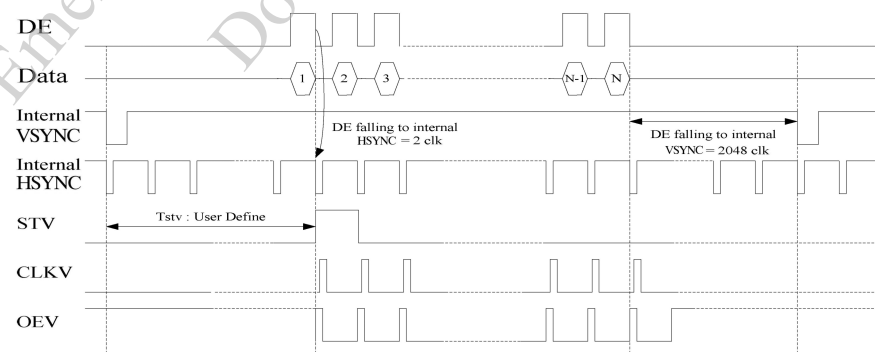 DE
Data
1
2
3
N-1
N
Internal
VSYNC
DE falling to internal
HSYNC = 2 clk
DE falling to internal
VSYNC = 2048 clk
Internal
HSYNC
Tstv : User Define
STV
CLKV
OEV